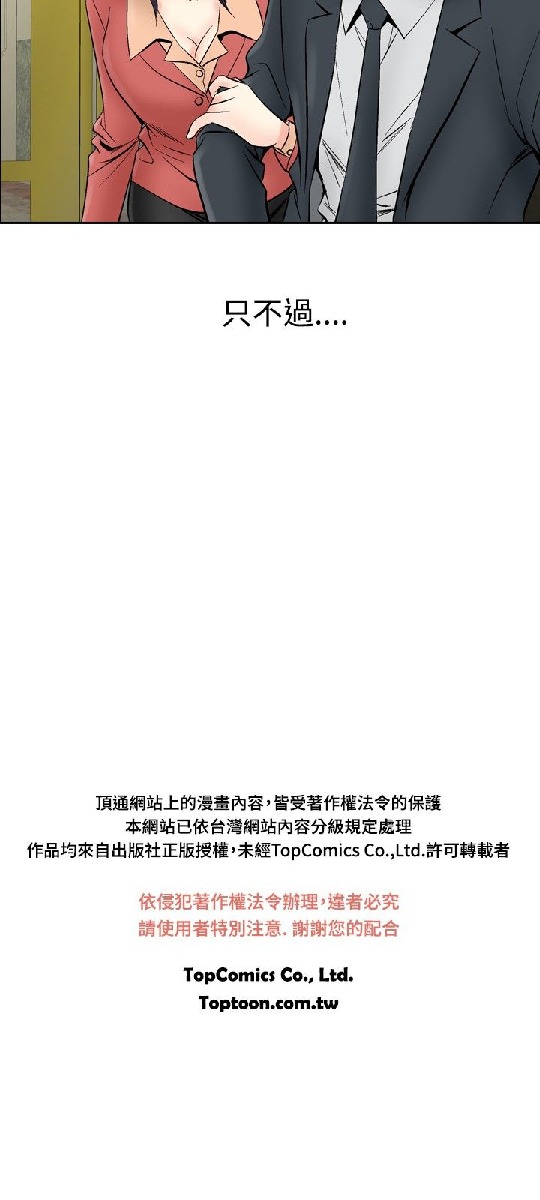 只不過....
頂通網站上的漫畫內容,皆受著作權法令的保護
本網站已依台灣網站內容分級規定處理
作品均來自出版社正版授權,未經TopComics Co.,Ltd.許可轉載者
依侵犯著作權法令辦理,違者必究
請使用者特別注意. 謝謝您的配合
TopComics Co., Ltd.
Toptoon.com.tw